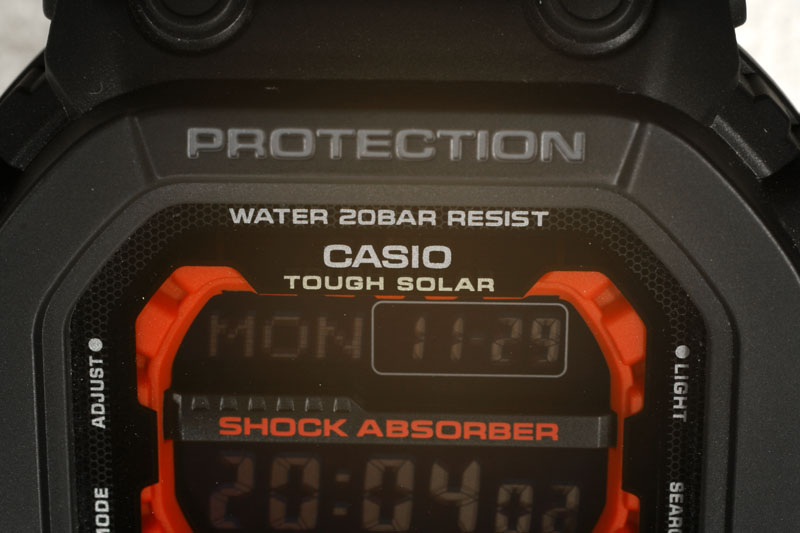 PROTECTION
WATER 20BAR RESIST
CASIO
TOUGH SOLAR
MON 11-29
ADJUST
LIGHT
SHOCK ABSORBER
20:04 02
MODE